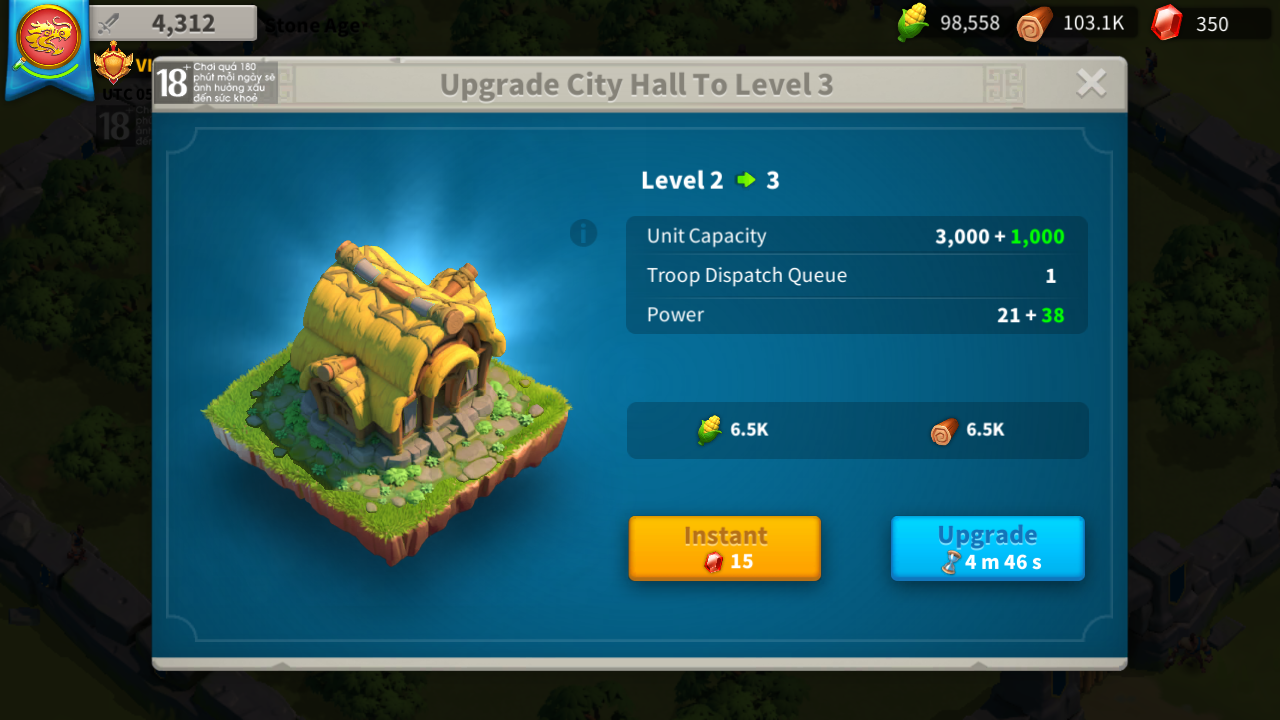 4,312
Stone Age
98,558
103.1K
350
VI
UTC 05
18
18+ Chơi quá 180
phút mỗi ngày sẽ
ảnh hưởng xấu
đến sức khoẻ
Upgrade City Hall To Level 3
Level 2 3
Unit Capacity 3,000 + 1,000
Troop Dispatch Queue 1
Power 21 + 38
6.5K 6.5K
Instant
15
Upgrade
4 m 46 s